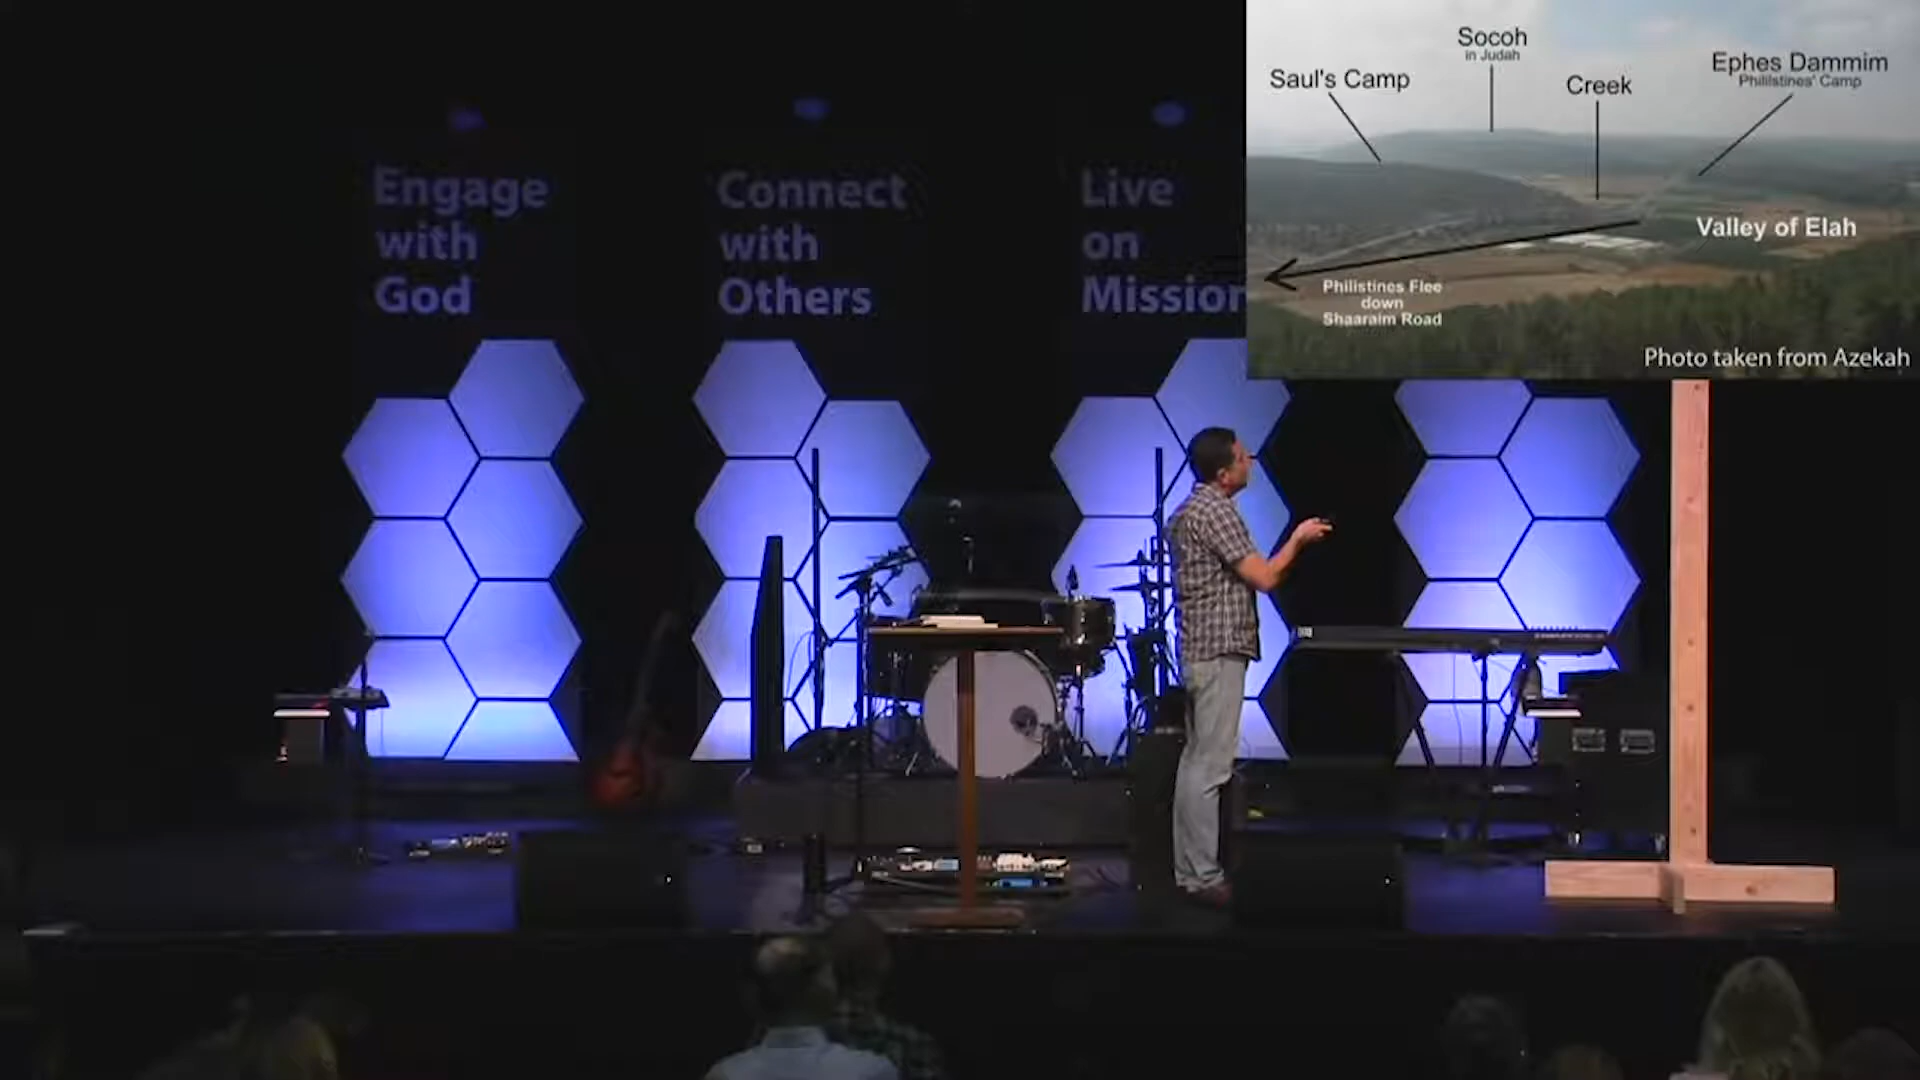 Engage
with
God
Connect
with
Others
Live
on
Mission
Socoh
in Judah
Saul's Camp
Creek
Ephes Dammim
Philistines' Camp
Valley of Elah
Philistines Flee
down
Shaaraim Road
Photo taken from Azekah